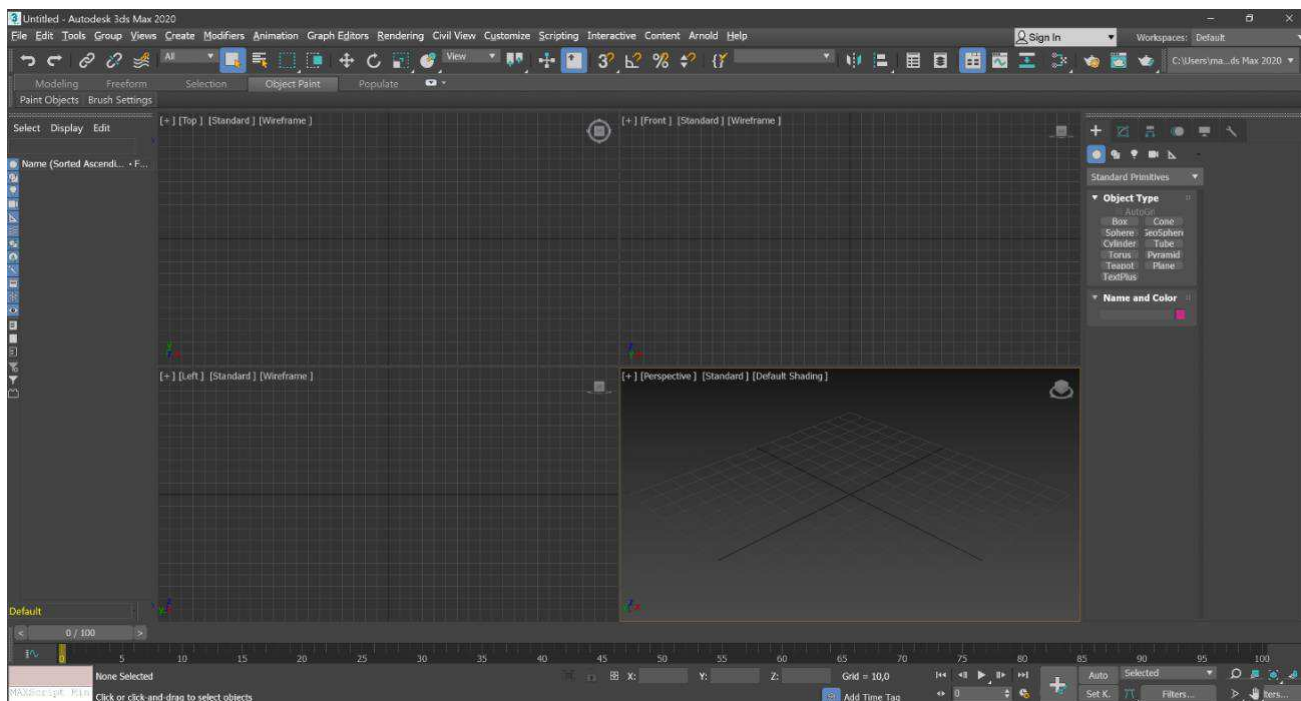 Untitled - Autodesk 3ds Max 2020
File Edit Tools Group Views Create Modifiers Animation Graph Editors Rendering Civil View Customize Scripting Interactive Content Arnold Help
Sign In
Workspaces: Default
All
View
C:\Users\ma...ds Max 2020
Modeling Freeform Selection Object Paint Populate
Paint Objects Brush Settings
Select Display Edit
Name (Sorted Ascendi... F...
[+] [Top ] [Standard ] [Wireframe ]
[+] [Front ] [Standard ] [Wireframe ]
[+] [Left ] [Standard ] [Wireframe ]
[+] [Perspective ] [Standard ] [Default Shading ]
Standard Primitives
Object Type
AutoGri
Box Cone
Sphere GeoSphere
Cylinder Tube
Torus Pyramid
Teapot Plane
TextPlus
Name and Color
Default
0 / 100
0 5 10 15 20 25 30 35 40 45 50 55 60 65 70 75 80 85 90 95 100
None Selected
X: Y: Z: Grid = 10,0
Auto Selected
MAXScript Min
Click or click-and-drag to select objects
Add Time Tag
0
Set K. Filters...
ters...